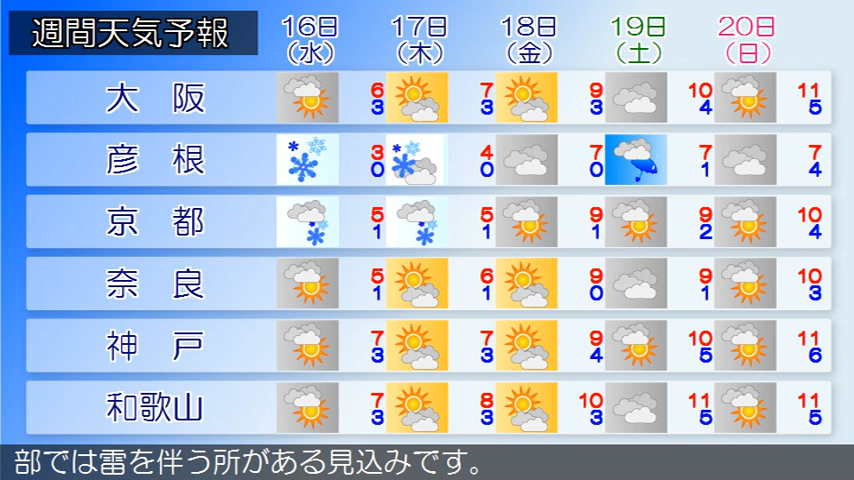 週間天気予報 16日 17日 18日 19日 20日
(水) (木) (金) (土) (日)
大阪 6 7 9 10 11
3 3 3 4 5
彦根 3 4 7 7 7
0 0 0 1 4
京都 5 5 9 9 10
1 1 1 2 4
奈良 5 6 9 9 10
1 1 0 1 3
神戸 7 7 9 10 11
3 3 4 5 6
和歌山 7 8 10 11 11
3 3 3 5 5
部では雷を伴う所がある見込みです。